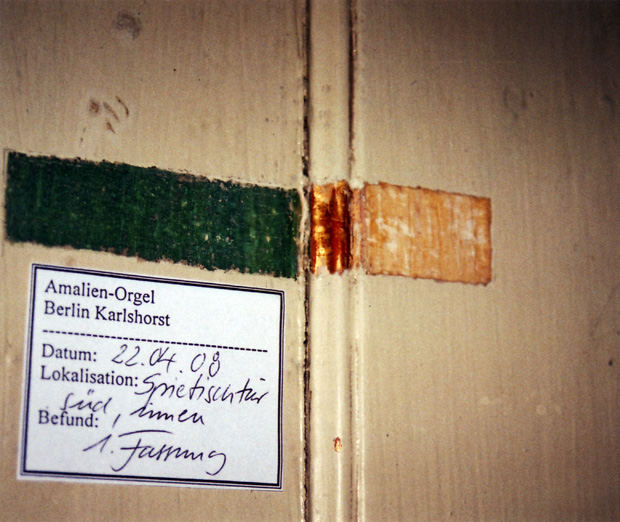 Amalien-Orgel
Berlin Karlshorst
Datum: 22.04.08
Lokalisation: Spieltischtür
süd, innen
Befund:
1. Fassung